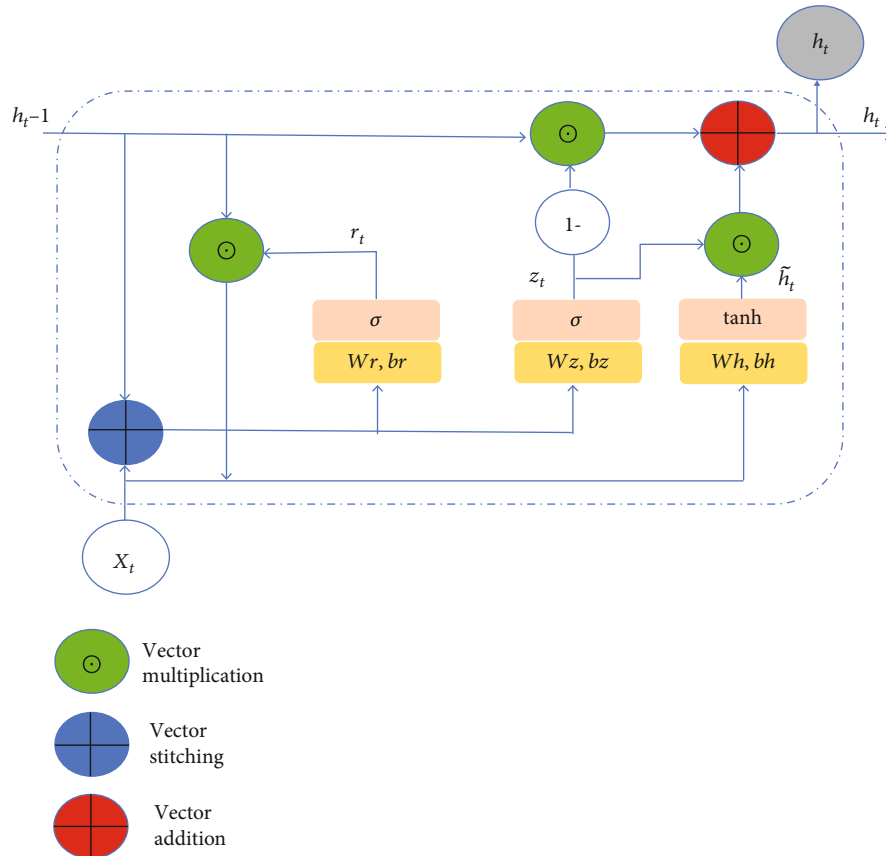 h_t
h_t–1
h_t
⊙
1-
⊙
⊙
r_t
z_t
h̃_t
σ
σ
tanh
Wr, br
Wz, bz
Wh, bh
X_t
⊙
Vector
multiplication
Vector
stitching
Vector
addition